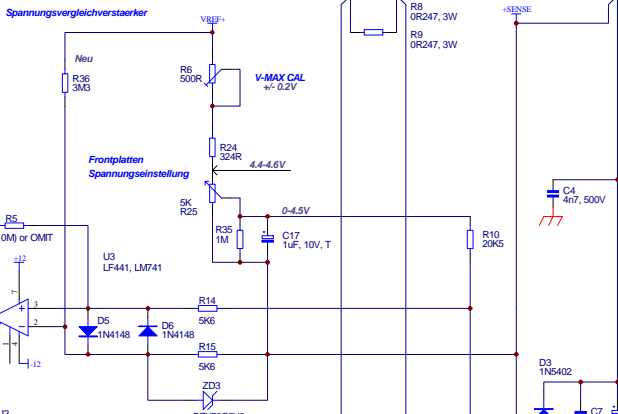 Spannungsvergleichverstaerker
VREF+
R8
0R247, 3W
+SENSE
R9
0R247, 3W
Neu
R36
3M3
R6
500R
V-MAX CAL
+/- 0.2V
R24
324R
Frontplatten
Spannungseinstellung
4.4-4.6V
5K
R25
C4
4n7, 500V
0-4.5V
R5
0M) or OMIT
R35
1M
C17
1uF, 10V, T
R10
20K5
+12
U3
LF441, LM741
7
3
+
R14
5K6
2
-
D5
1N4148
D6
1N4148
1
4
-12
R15
5K6
D3
1N5402
ZD3
C7